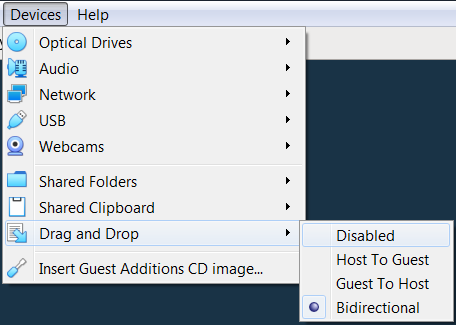 Devices Help
Optical Drives
Audio
Network
USB
Webcams
Shared Folders
Shared Clipboard
Drag and Drop
Insert Guest Additions CD image...
Disabled
Host To Guest
Guest To Host
Bidirectional